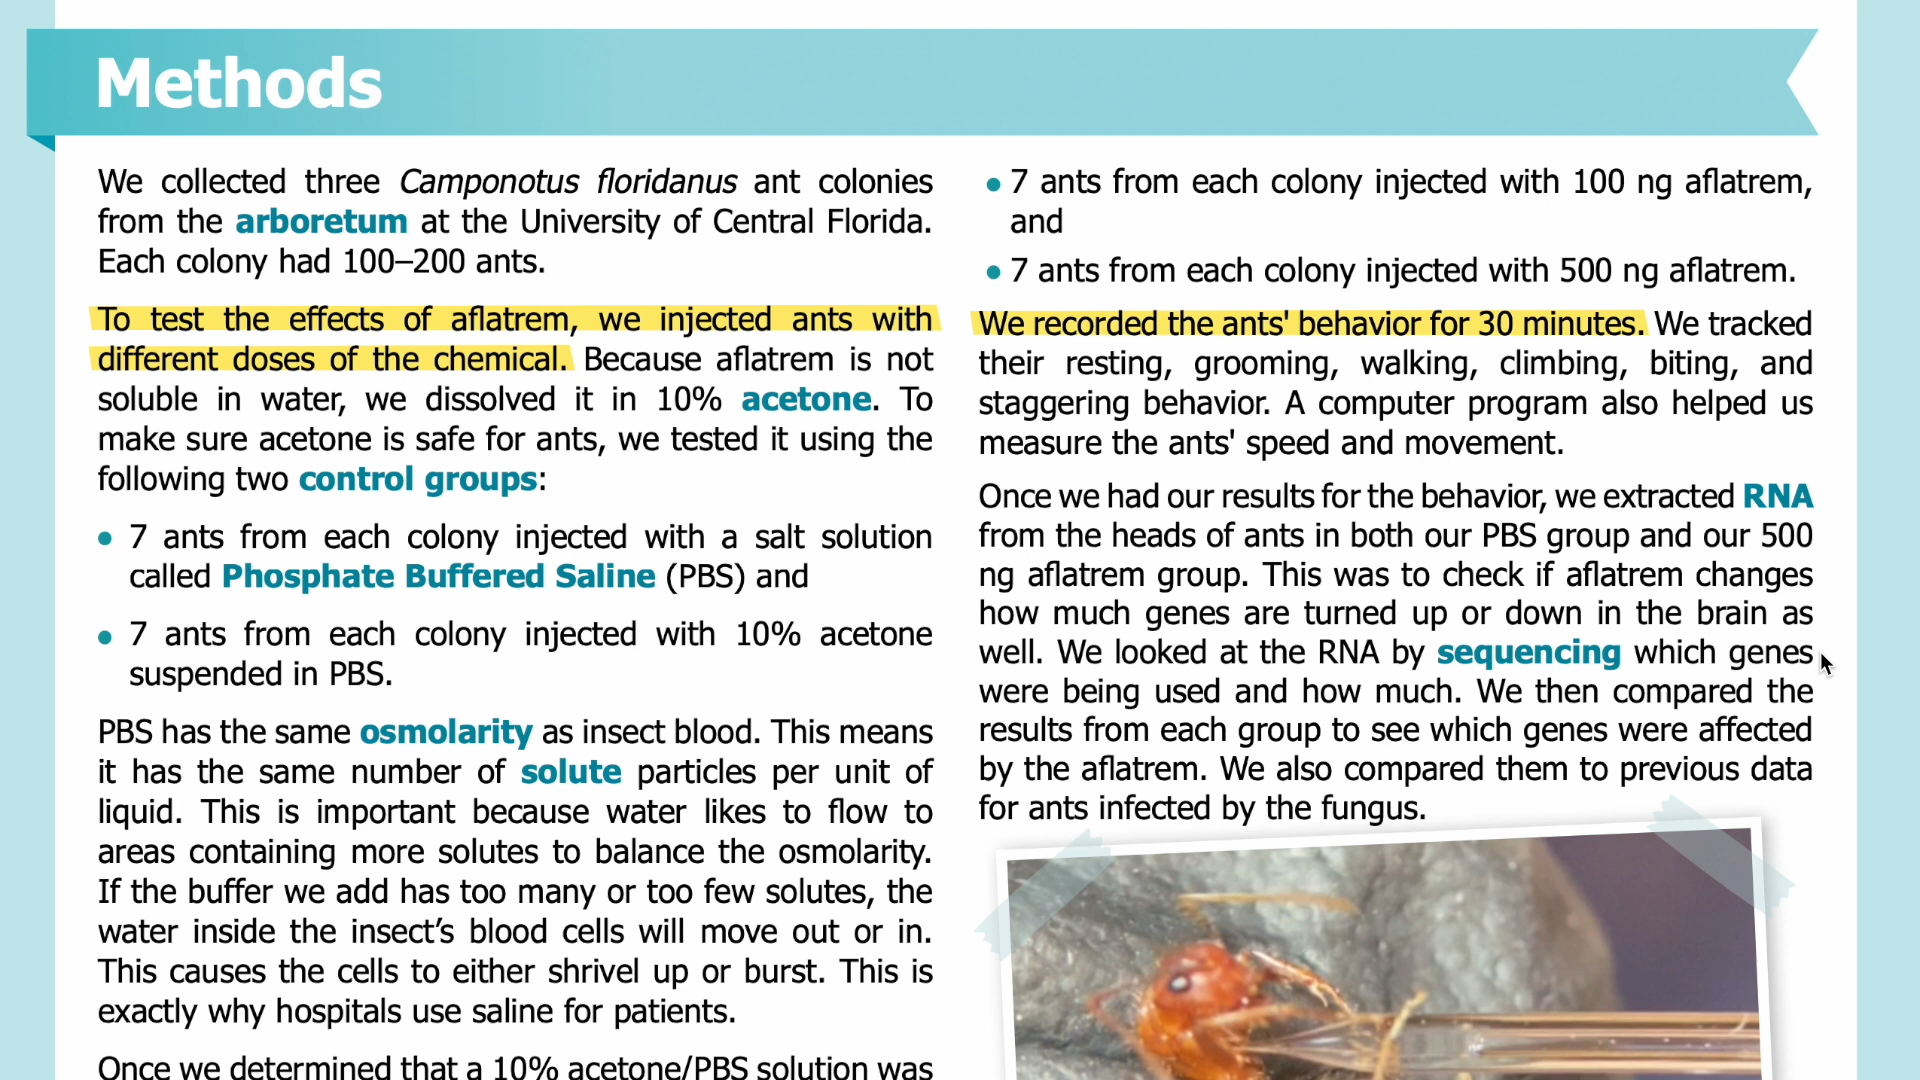 Methods
We collected three Camponotus floridanus ant colonies
from the arboretum at the University of Central Florida.
Each colony had 100–200 ants.
To test the effects of aflatrem, we injected ants with
different doses of the chemical. Because aflatrem is not
soluble in water, we dissolved it in 10% acetone. To
make sure acetone is safe for ants, we tested it using the
following two control groups:
• 7 ants from each colony injected with a salt solution
called Phosphate Buffered Saline (PBS) and
• 7 ants from each colony injected with 10% acetone
suspended in PBS.
PBS has the same osmolarity as insect blood. This means
it has the same number of solute particles per unit of
liquid. This is important because water likes to flow to
areas containing more solutes to balance the osmolarity.
If the buffer we add has too many or too few solutes, the
water inside the insect’s blood cells will move out or in.
This causes the cells to either shrivel up or burst. This is
exactly why hospitals use saline for patients.
Once we determined that a 10% acetone/PBS solution was
• 7 ants from each colony injected with 100 ng aflatrem,
and
• 7 ants from each colony injected with 500 ng aflatrem.
We recorded the ants' behavior for 30 minutes. We tracked
their resting, grooming, walking, climbing, biting, and
staggering behavior. A computer program also helped us
measure the ants' speed and movement.
Once we had our results for the behavior, we extracted RNA
from the heads of ants in both our PBS group and our 500
ng aflatrem group. This was to check if aflatrem changes
how much genes are turned up or down in the brain as
well. We looked at the RNA by sequencing which genes
were being used and how much. We then compared the
results from each group to see which genes were affected
by the aflatrem. We also compared them to previous data
for ants infected by the fungus.